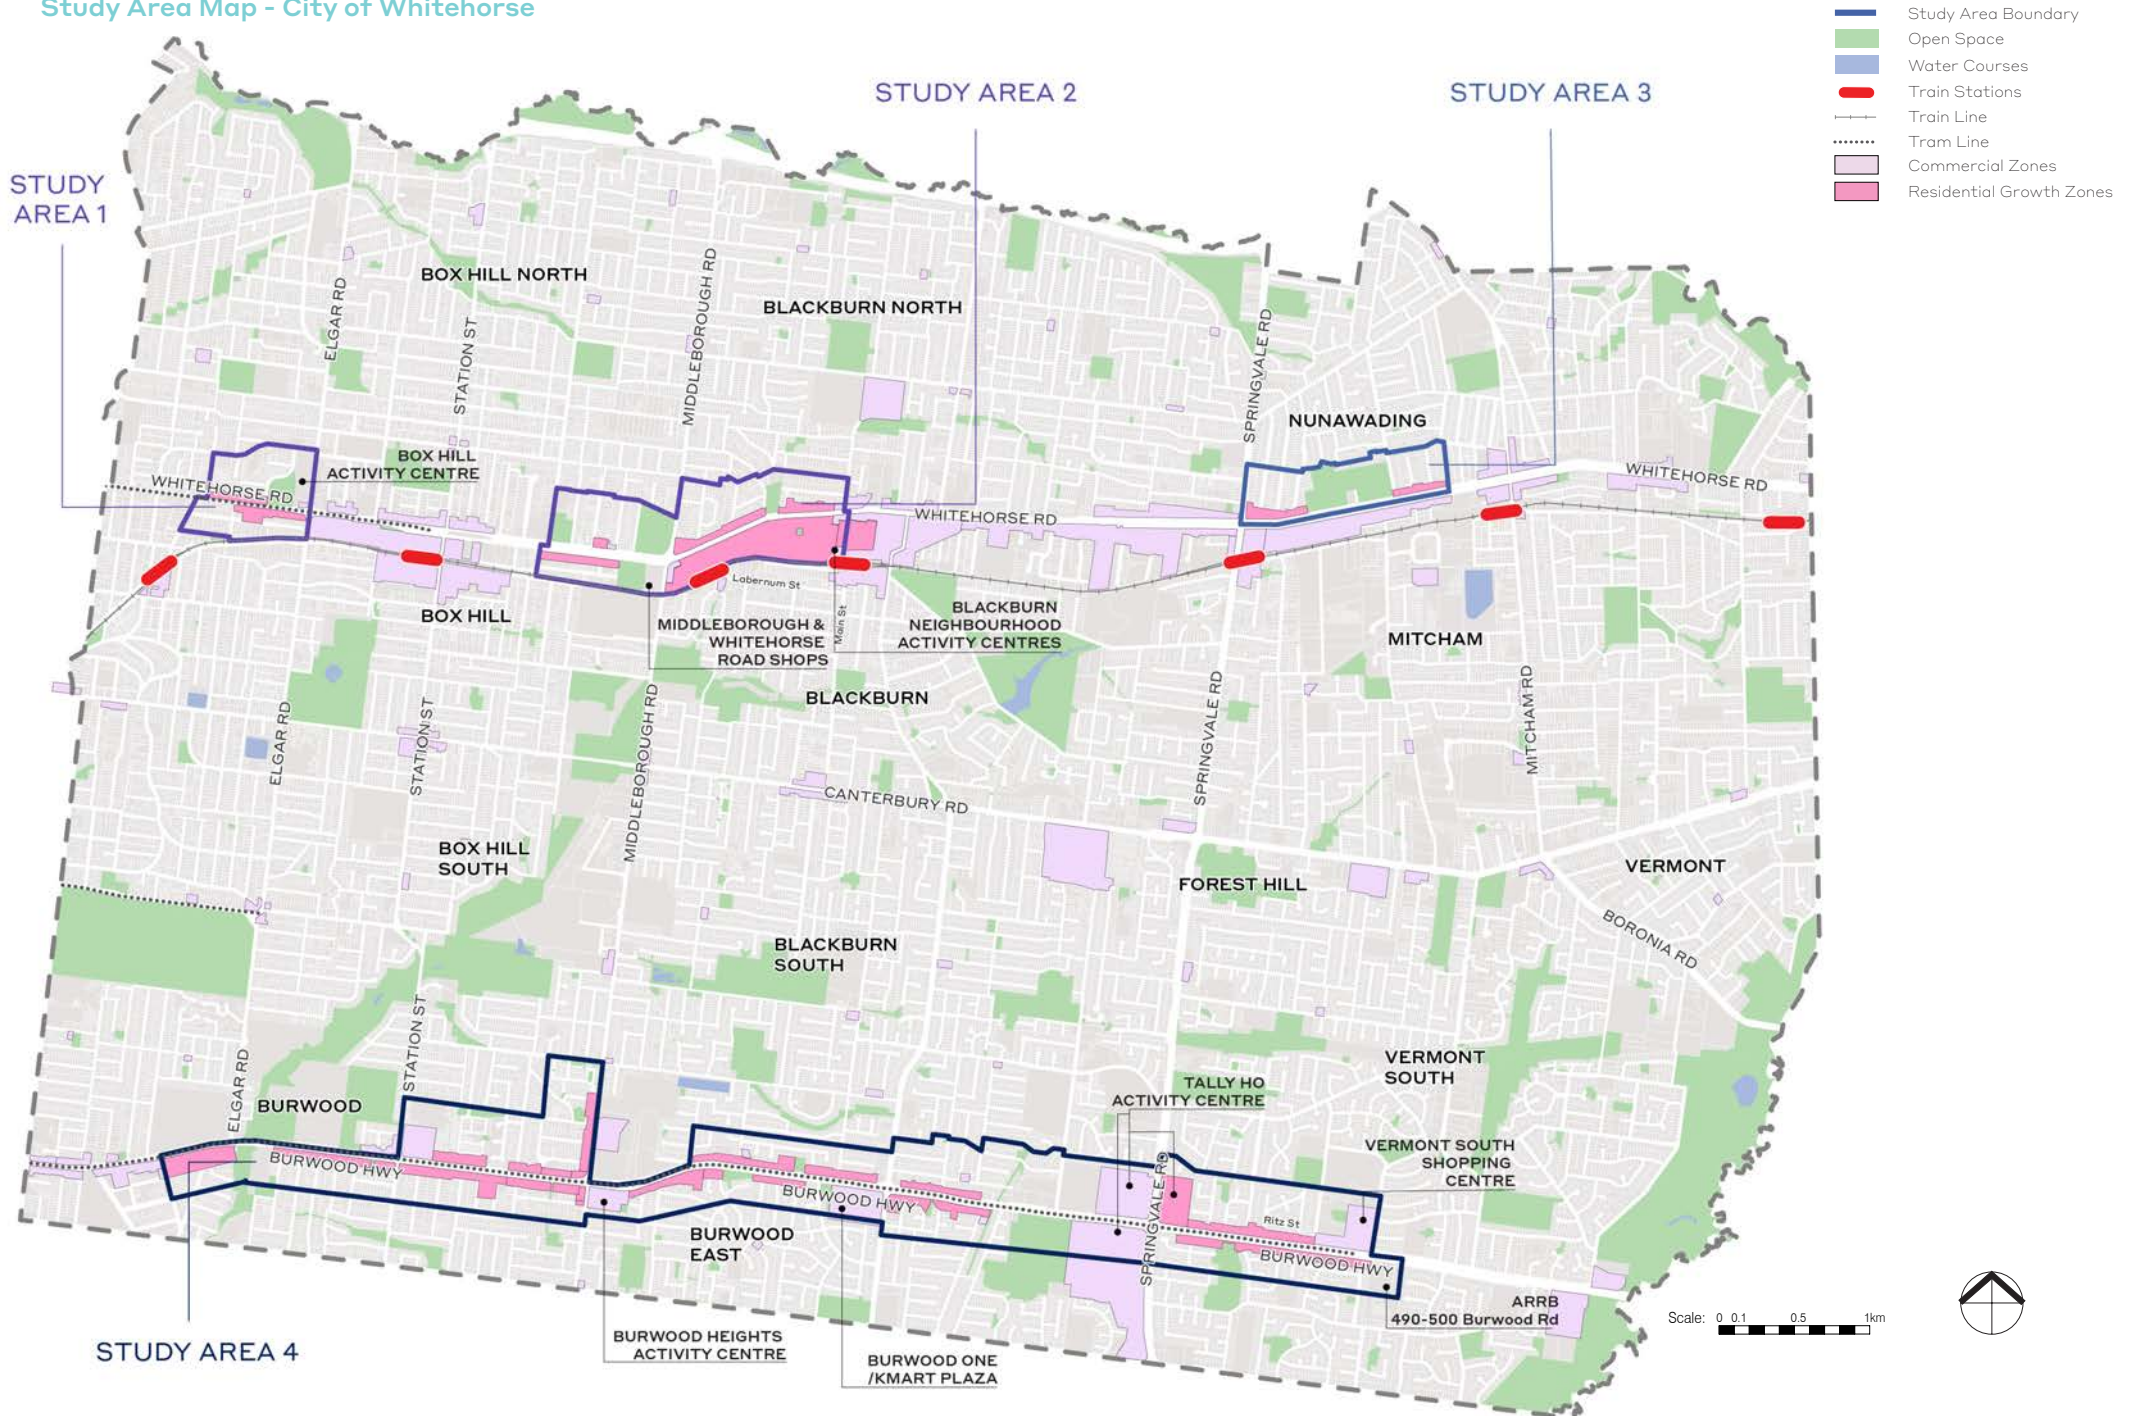 Study Area Map - City of Whitehorse
Study Area Boundary
Open Space
Water Courses
Train Stations
Train Line
Tram Line
Commercial Zones
Residential Growth Zones
STUDY AREA 2
STUDY AREA 3
STUDY
AREA 1
BOX HILL NORTH
BLACKBURN NORTH
ELGAR RD
STATION ST
MIDDLEBOROUGH RD
SPRINGVALE RD
NUNAWADING
BOX HILL
ACTIVITY CENTRE
WHITEHORSE RD
WHITEHORSE RD
WHITEHORSE RD
Labernum St
Main St
BOX HILL
MIDDLEBOROUGH &
WHITEHORSE
ROAD SHOPS
BLACKBURN
NEIGHBOURHOOD
ACTIVITY CENTRES
MITCHAM
BLACKBURN
ELGAR RD
STATION ST
MIDDLEBOROUGH RD
SPRINGVALE RD
MITCHAM RD
CANTERBURY RD
BOX HILL
SOUTH
FOREST HILL
VERMONT
BORONIA RD
BLACKBURN
SOUTH
STATION ST
ELGAR RD
BURWOOD
VERMONT
SOUTH
TALLY HO
ACTIVITY CENTRE
VERMONT SOUTH
SHOPPING
CENTRE
BURWOOD HWY
BURWOOD HWY
SPRINGVALE RD
Ritz St
BURWOOD HWY
BURWOOD
EAST
ARRB
490-500 Burwood Rd
STUDY AREA 4
BURWOOD HEIGHTS
ACTIVITY CENTRE
BURWOOD ONE
/KMART PLAZA
Scale: 0 0.1 0.5 1km